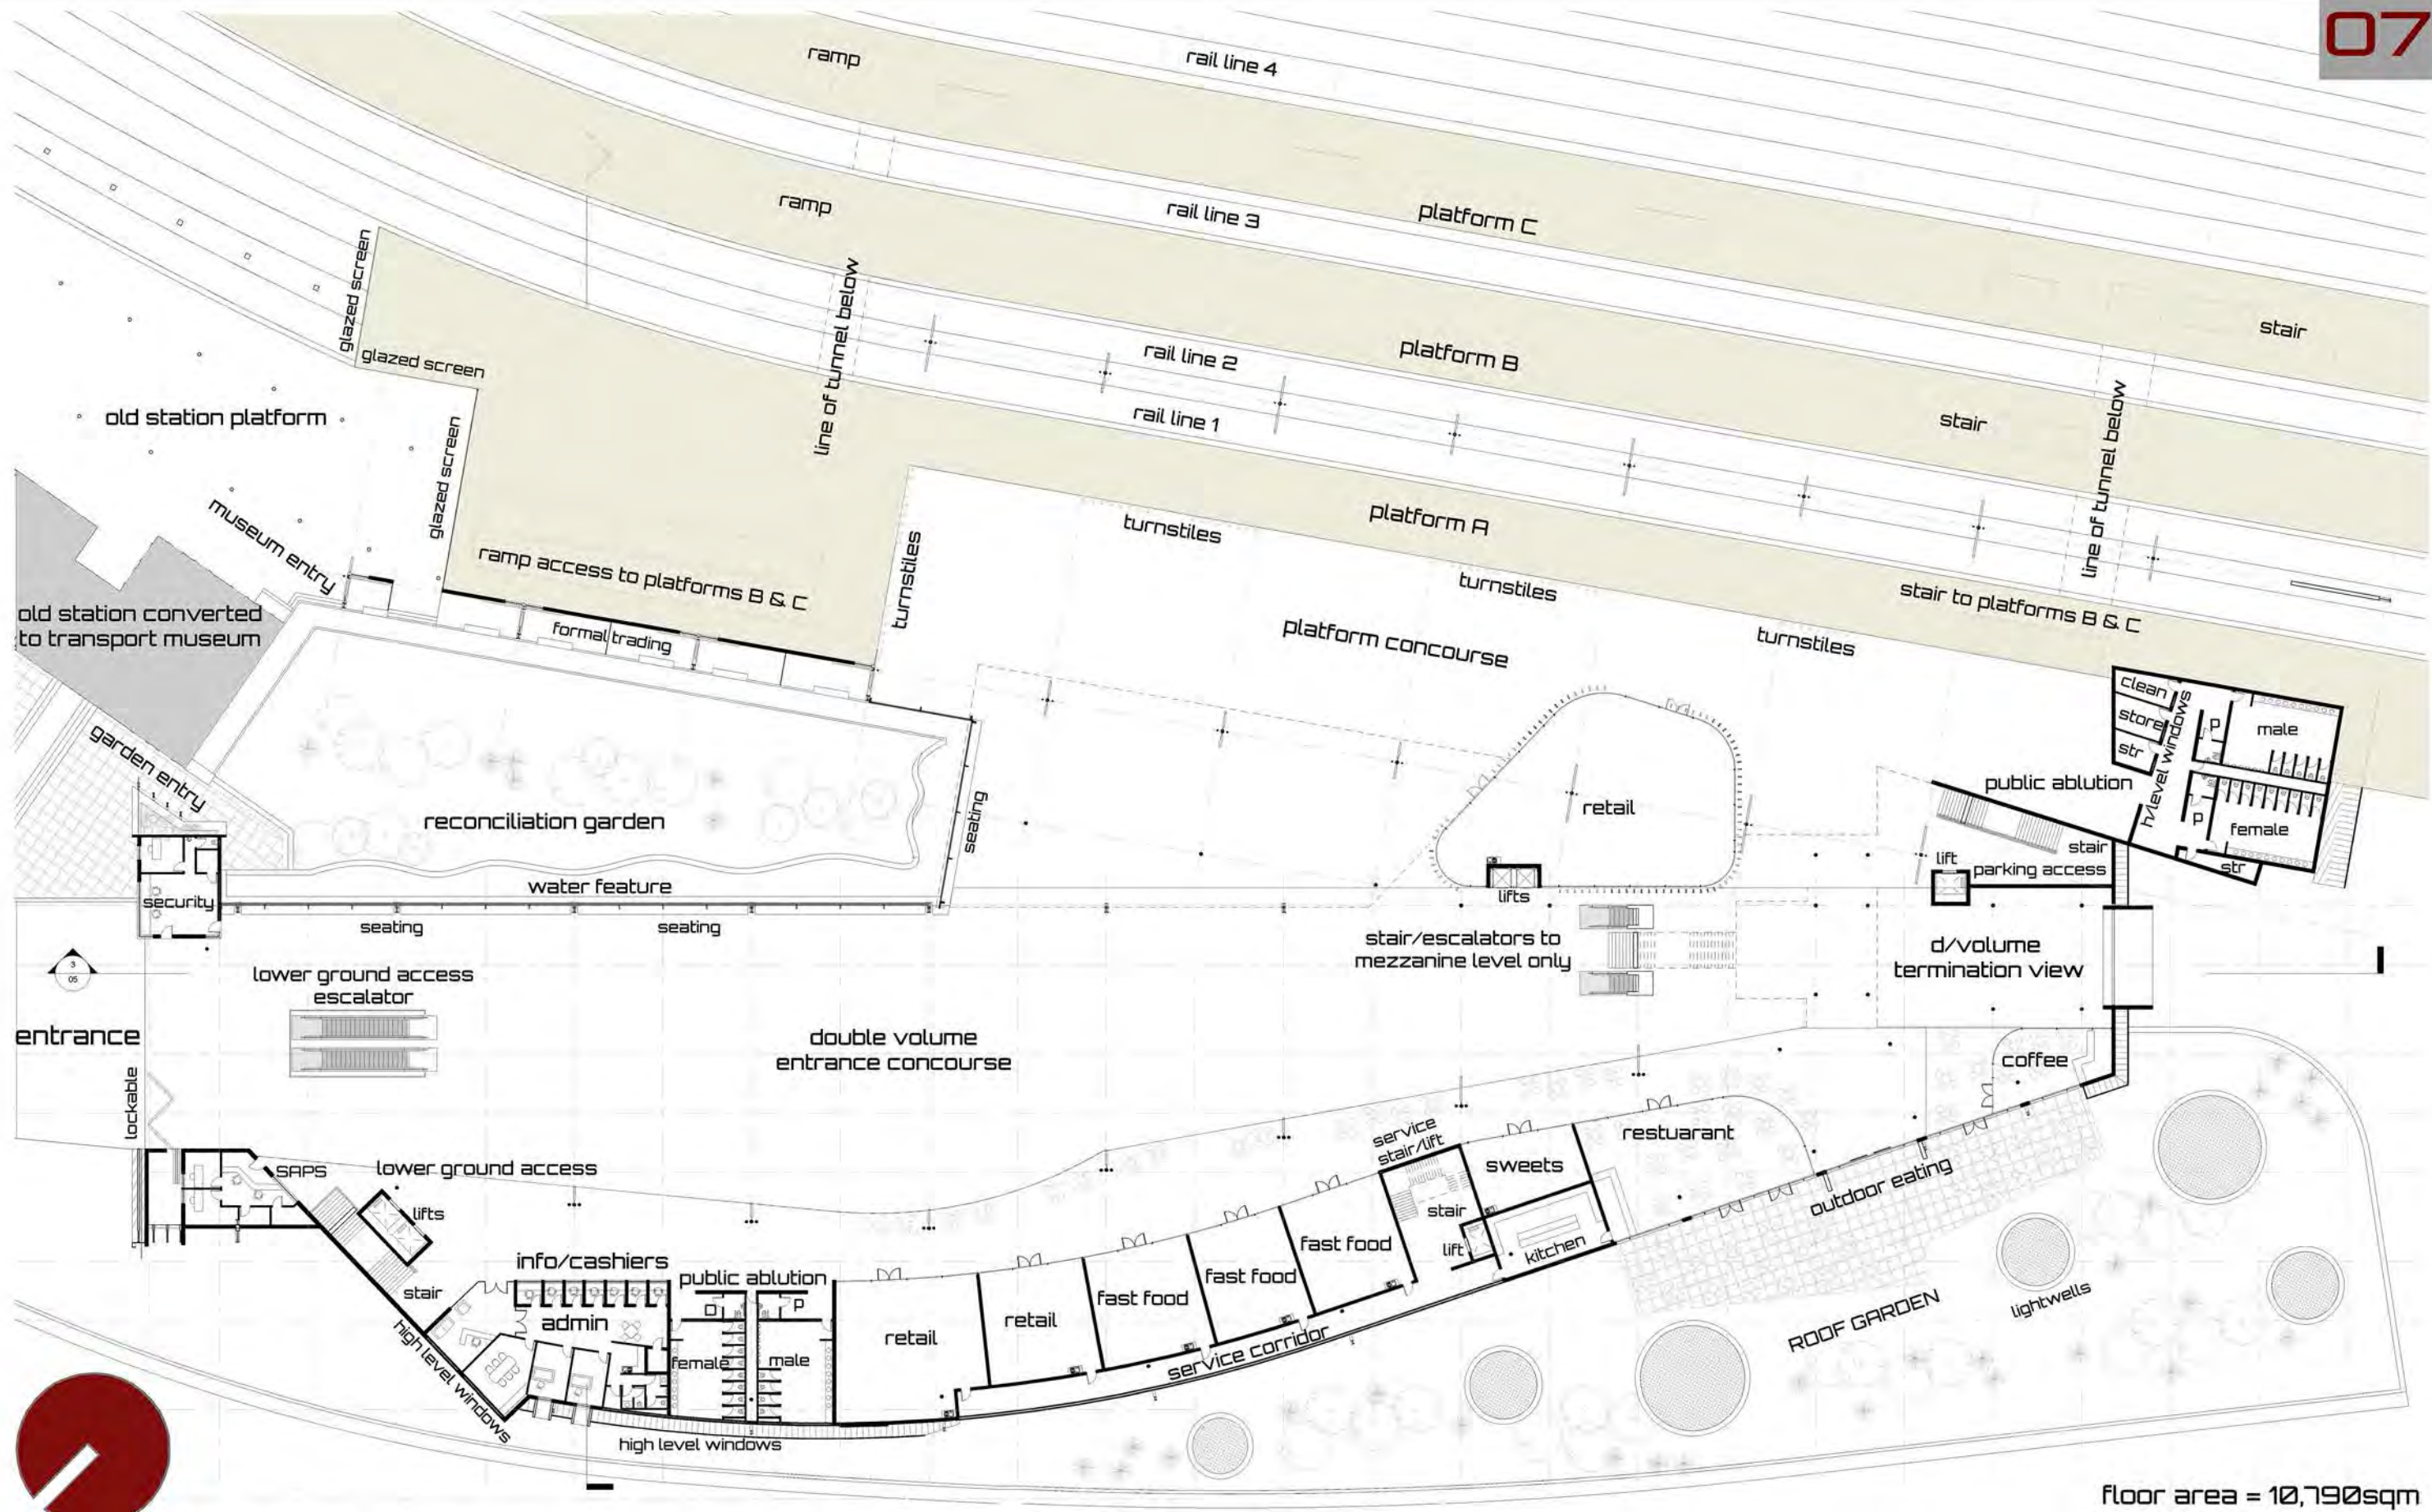 07
ramp
rail line 4
ramp
rail line 3
platform C
glazed screen
line of tunnel below
rail line 2
platform B
stair
glazed screen
old station platform
rail line 1
stair
line of tunnel below
glazed screen
museum entry
turnstiles
platform A
ramp access to platforms B & C
turnstiles
turnstiles
stair to platforms B & C
old station converted
to transport museum
formal trading
platform concourse
turnstiles
clean
store
str
h/level windows
p
male
garden entry
public ablution
reconciliation garden
seating
retail
p
female
stair
str
lift
parking access
water feature
security
lifts
seating
seating
stair/escalators to
mezzanine level only
d/volume
termination view
3
05
lower ground access
escalator
entrance
double volume
entrance concourse
coffee
lockable
service
stair/lift
restuarant
SAPS
lower ground access
sweets
outdoor eating
lifts
stair
lift
kitchen
fast food
info/cashiers
public ablution
fast food
stair
fast food
p
admin
retail
retail
lightwells
ROOF GARDEN
high level windows
female
male
service corridor
high level windows
floor area = 10,790sqm